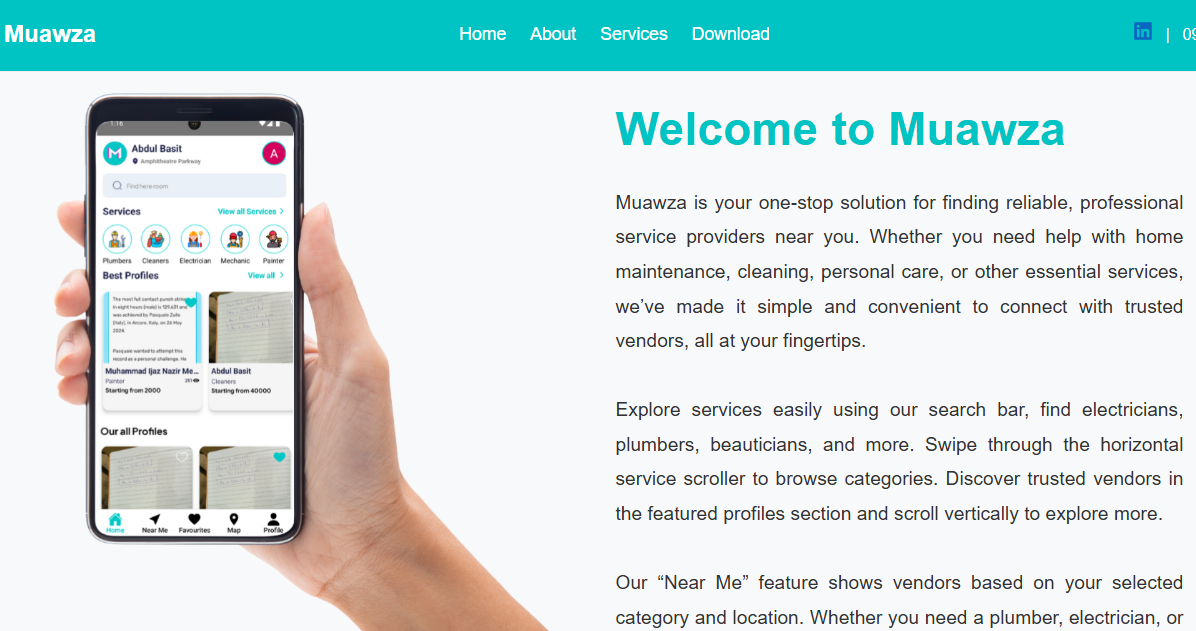 Muawza
Home About Services Download
in | 09
Welcome to Muawza
Muawza is your one-stop solution for finding reliable, professional
service providers near you. Whether you need help with home
maintenance, cleaning, personal care, or other essential services,
we’ve made it simple and convenient to connect with trusted
vendors, all at your fingertips.
Explore services easily using our search bar, find electricians,
plumbers, beauticians, and more. Swipe through the horizontal
service scroller to browse categories. Discover trusted vendors in
the featured profiles section and scroll vertically to explore more.
Our “Near Me” feature shows vendors based on your selected
category and location. Whether you need a plumber, electrician, or
1:16
M
Abdul Basit
Amphitheatre Parkway
A
Find here room
Services View all Services
Plumbers Cleaners Electrician Mechanic Painter
Best Profiles View all
The most full contact punch strikes
in eight hours (male) is
was achieved by Pasquale
(Italy), in Ancore, Italy, on 26 May
2024.
Pasquale wanted to attempt this
record as a personal challenge. He
Muhammad Ijaz Nazir Me...
Painter
Starting from 2000
Abdul Basit
Cleaners
Starting from 40000
Our all Profiles
Home Near Me Favourites Map Profile